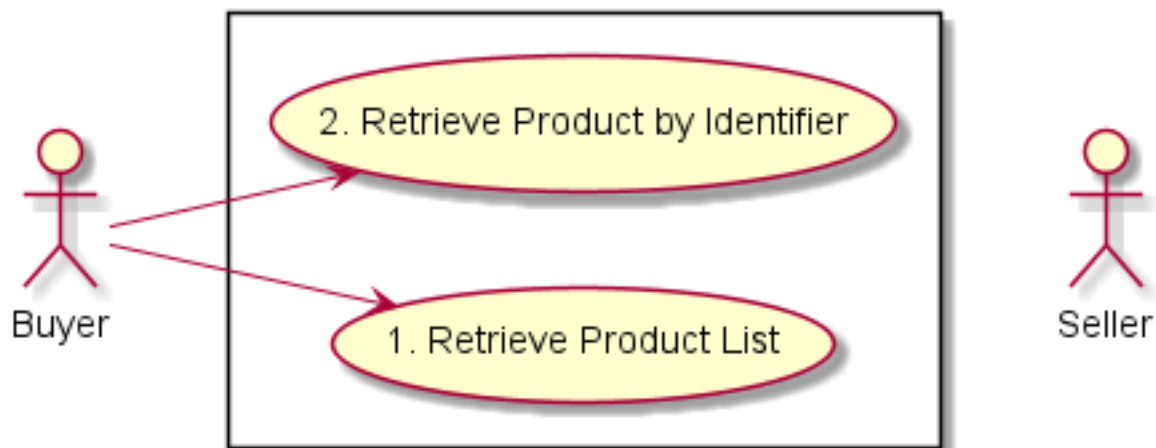 2. Retrieve Product by Identifier
Buyer
Seller
1. Retrieve Product List